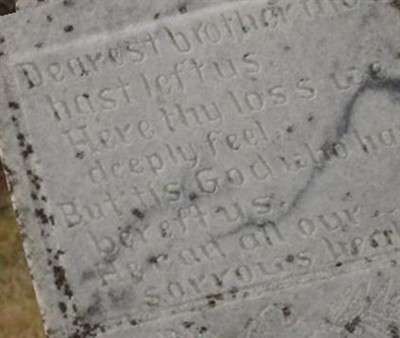 Dearest brother thou
hast left us.
Here thy loss we
deeply feel.
But 'tis God who ha
bereft us.
He can all our
sorrows heal